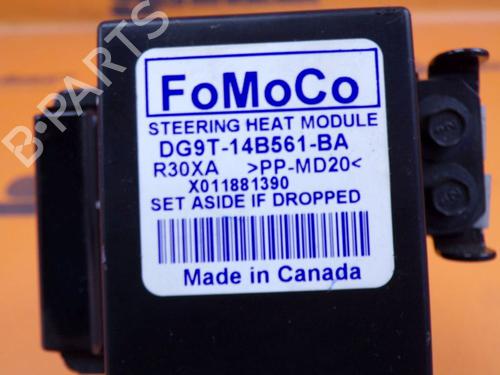 FoMoCo
STEERING HEAT MODULE
DG9T-14B561-BA
R30XA >PP-MD20<
X011881390
SET ASIDE IF DROPPED
Made in Canada
B-PARTS